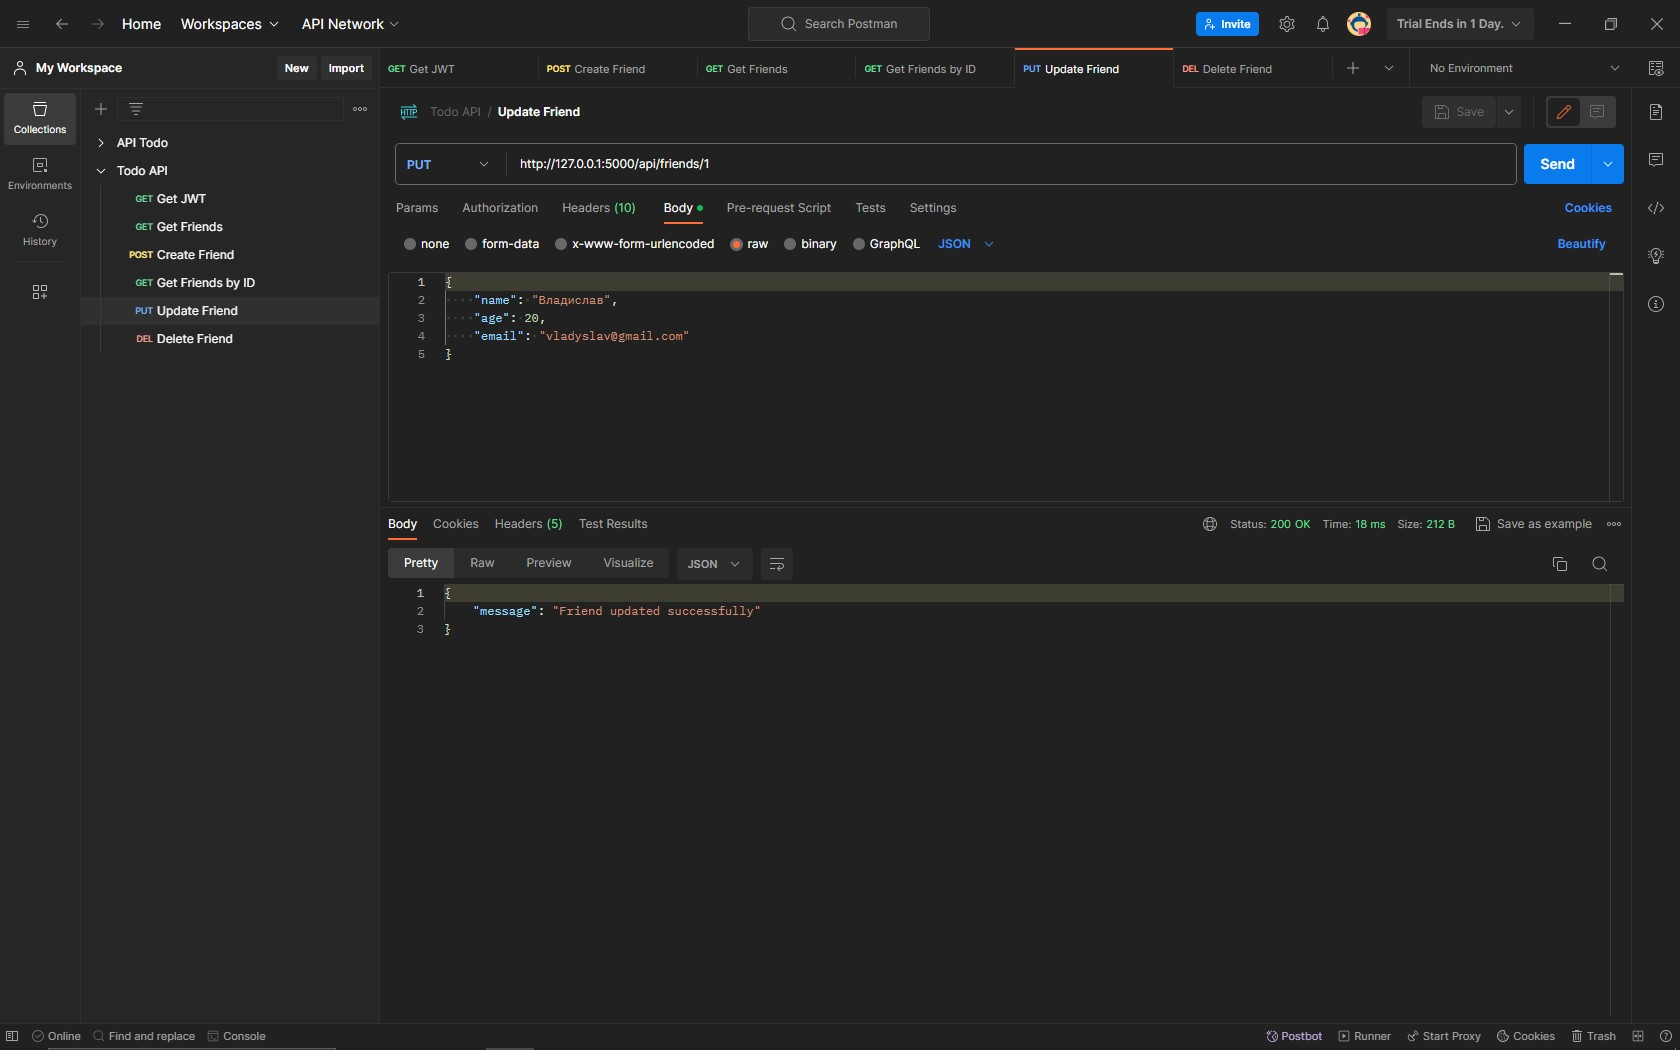 Home Workspaces API Network Search Postman Invite Trial Ends in 1 Day.
My Workspace New Import GET Get JWT POST Create Friend GET Get Friends GET Get Friends by ID PUT Update Friend DEL Delete Friend No Environment
Collections
Environments
History
API Todo
Todo API
GET Get JWT
GET Get Friends
POST Create Friend
GET Get Friends by ID
PUT Update Friend
DEL Delete Friend
HTTP Todo API / Update Friend Save
PUT http://127.0.0.1:5000/api/friends/1 Send
Params Authorization Headers (10) Body Pre-request Script Tests Settings Cookies
none form-data x-www-form-urlencoded raw binary GraphQL JSON Beautify
1 {
2 "name": "Владислав",
3 "age": 20,
4 "email": "vladyslav@gmail.com"
5 }
Body Cookies Headers (5) Test Results Status: 200 OK Time: 18 ms Size: 212 B Save as example
Pretty Raw Preview Visualize JSON
1 {
2 "message": "Friend updated successfully"
3 }
Online Find and replace Console Postbot Runner Start Proxy Cookies Trash